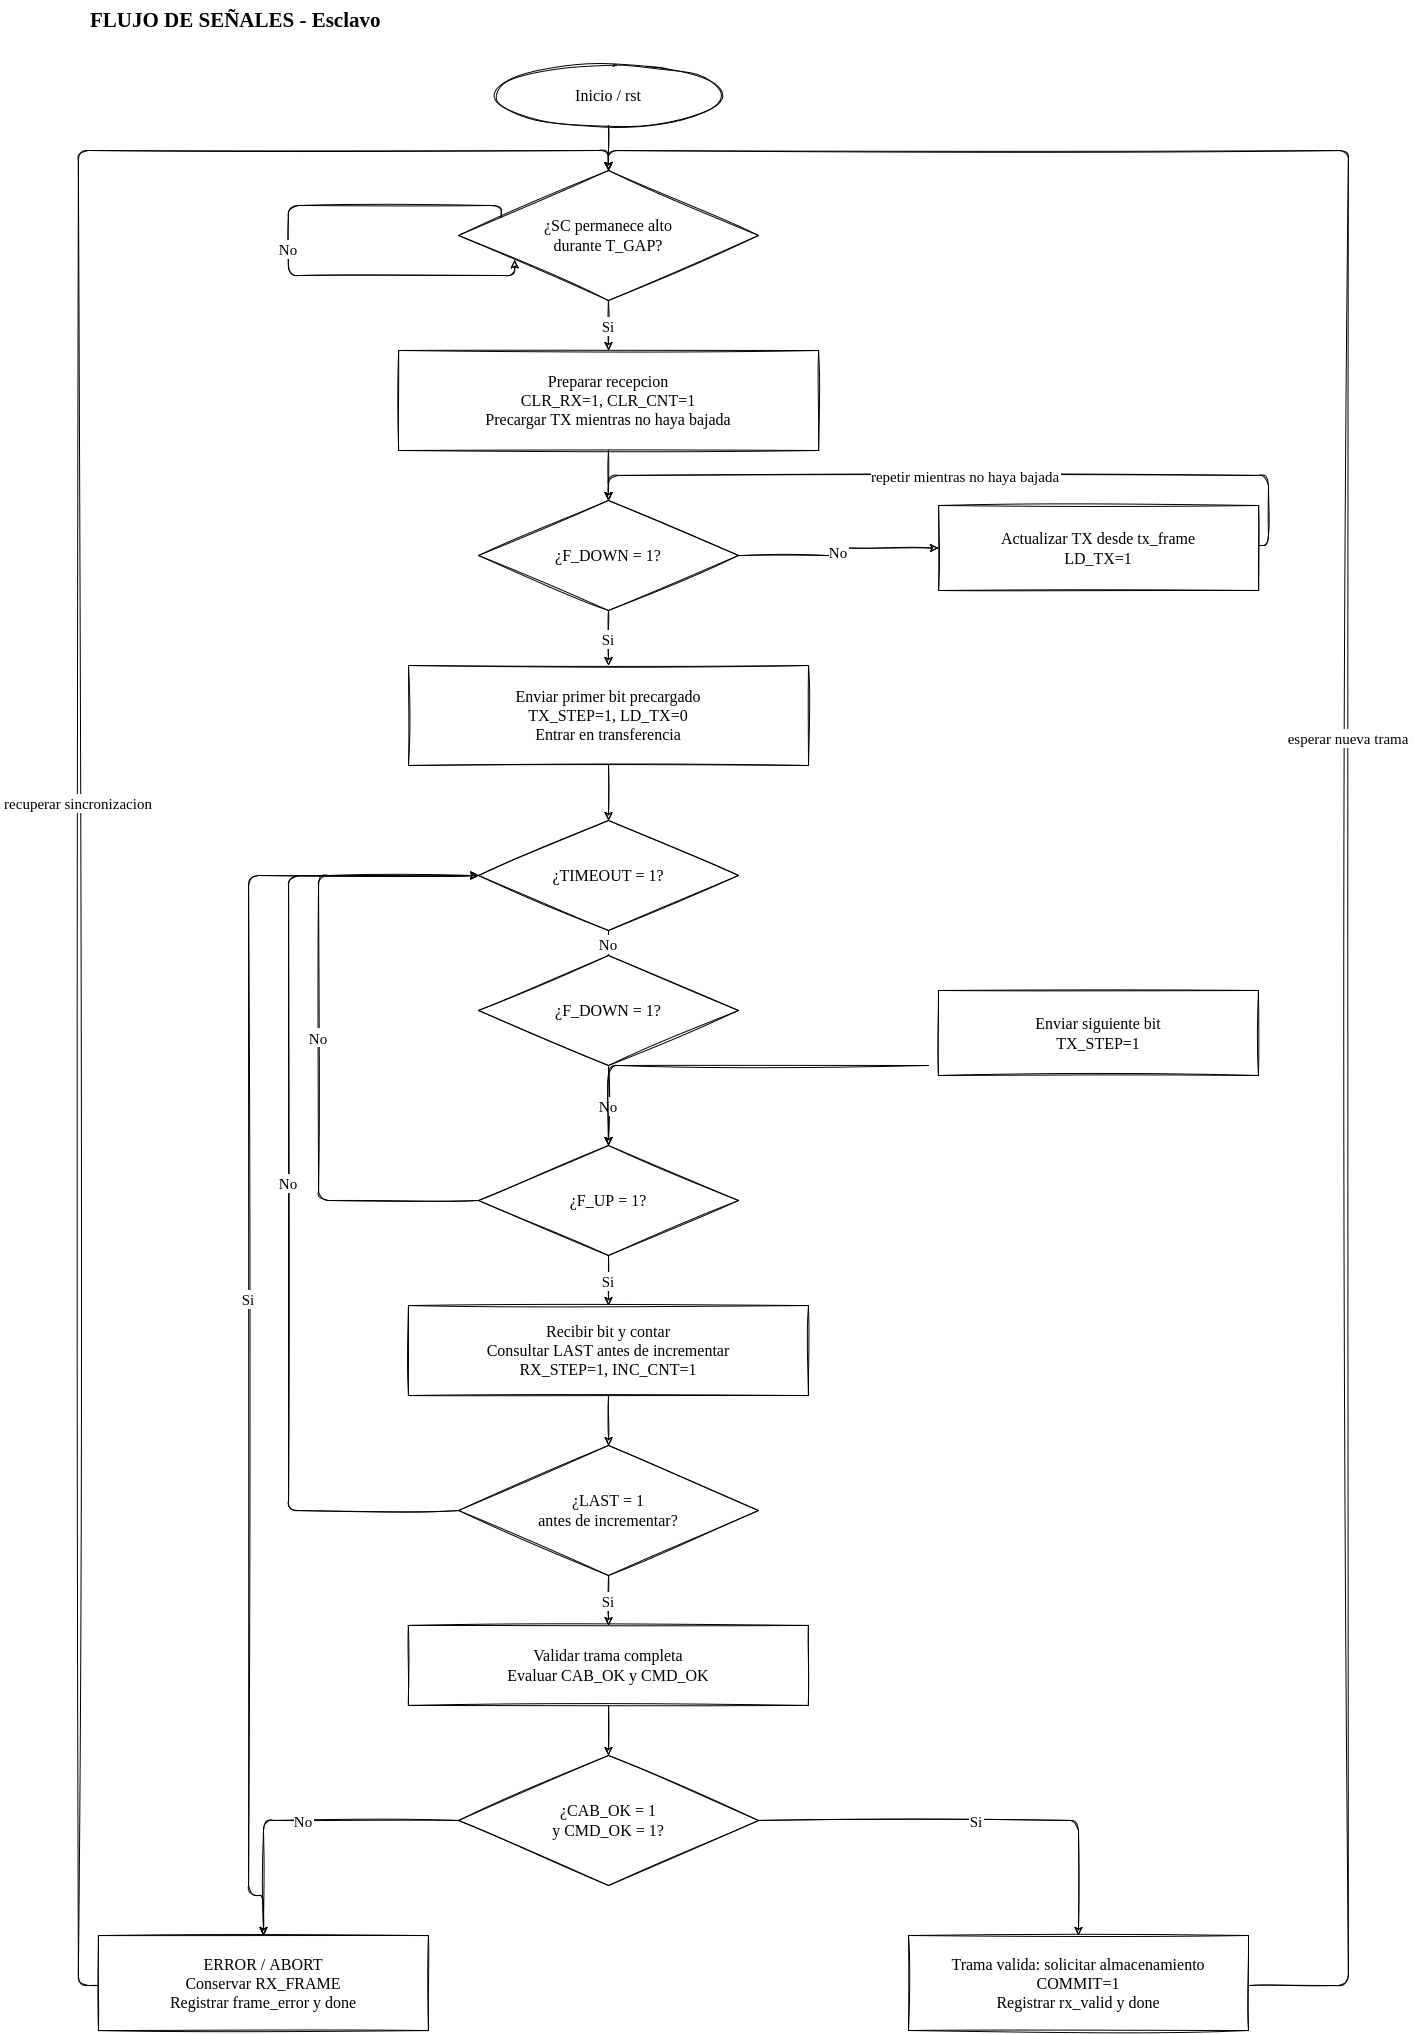 FLUJO DE SEÑALES - Esclavo
Inicio / rst
¿SC permanece alto
durante T_GAP?
No
Si
Preparar recepcion
CLR_RX=1, CLR_CNT=1
Precargar TX mientras no haya bajada
repetir mientras no haya bajada
¿F_DOWN = 1?
No
Actualizar TX desde tx_frame
LD_TX=1
Si
Enviar primer bit precargado
TX_STEP=1, LD_TX=0
Entrar en transferencia
esperar nueva trama
recuperar sincronizacion
¿TIMEOUT = 1?
No
¿F_DOWN = 1?
Enviar siguiente bit
TX_STEP=1
No
No
No
¿F_UP = 1?
Si
Si
Recibir bit y contar
Consultar LAST antes de incrementar
RX_STEP=1, INC_CNT=1
¿LAST = 1
antes de incrementar?
Si
Validar trama completa
Evaluar CAB_OK y CMD_OK
¿CAB_OK = 1
y CMD_OK = 1?
No
Si
ERROR / ABORT
Conservar RX_FRAME
Registrar frame_error y done
Trama valida: solicitar almacenamiento
COMMIT=1
Registrar rx_valid y done